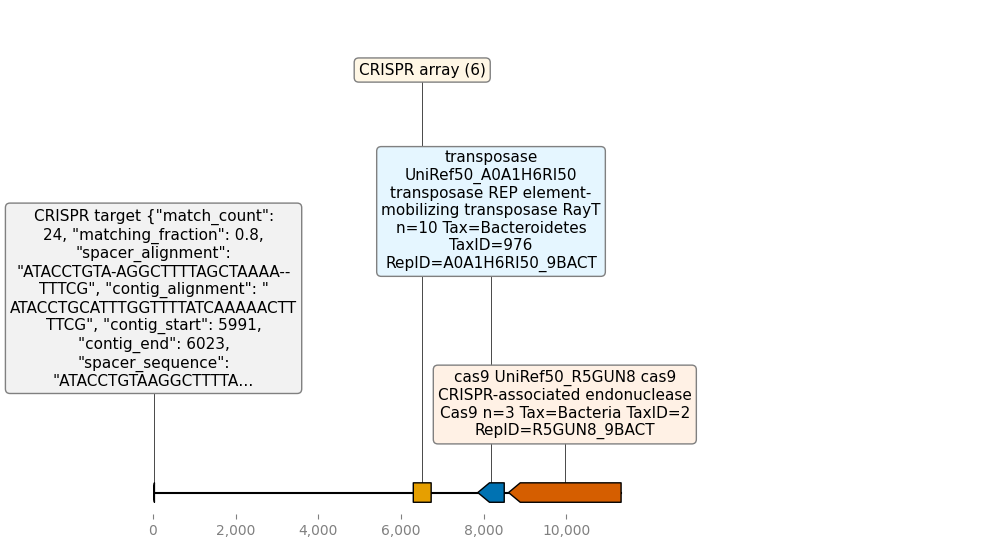 CRISPR array (6)
transposase
UniRef50_A0A1H6RI50
transposase REP element-
mobilizing transposase RayT
n=10 Tax=Bacteroidetes
TaxID=976
RepID=A0A1H6RI50_9BACT
CRISPR target {"match_count":
24, "matching_fraction": 0.8,
"spacer_alignment":
"ATACCTGTA-AGGCTTTTAGCTAAAA--
TTTCG", "contig_alignment": "
ATACCTGCATTTGGTTTTATCAAAAACTT
TTCG", "contig_start": 5991,
"contig_end": 6023,
"spacer_sequence":
"ATACCTGTAAGGCTTTTA...
cas9 UniRef50_R5GUN8 cas9
CRISPR-associated endonuclease
Cas9 n=3 Tax=Bacteria TaxID=2
RepID=R5GUN8_9BACT
0 2,000 4,000 6,000 8,000 10,000